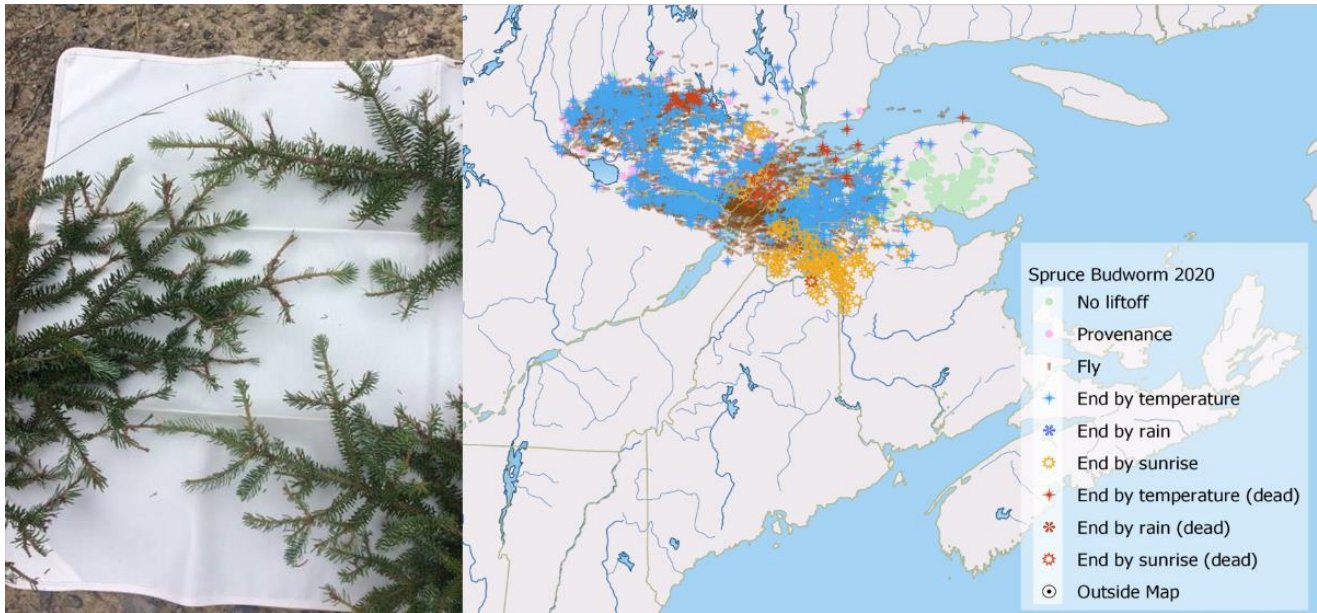 Spruce Budworm 2020
No liftoff
Provenance
Fly
End by temperature
End by rain
End by sunrise
End by temperature (dead)
End by rain (dead)
End by sunrise (dead)
Outside Map